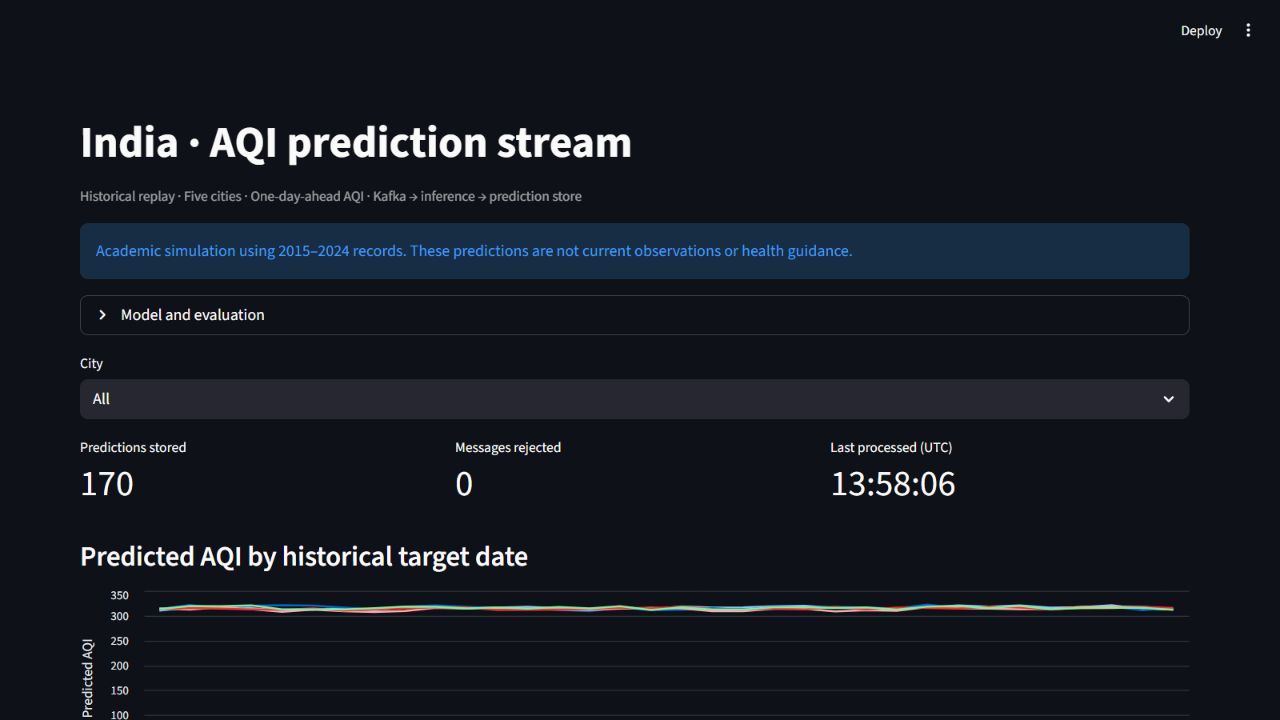 Deploy
India · AQI prediction stream
Historical replay · Five cities · One-day-ahead AQI · Kafka → inference → prediction store
Academic simulation using 2015–2024 records. These predictions are not current observations or health guidance.
Model and evaluation
City
All
Predictions stored
Messages rejected
Last processed (UTC)
170
0
13:58:06
Predicted AQI by historical target date
350
300
250
200
150
100
Predicted AQI